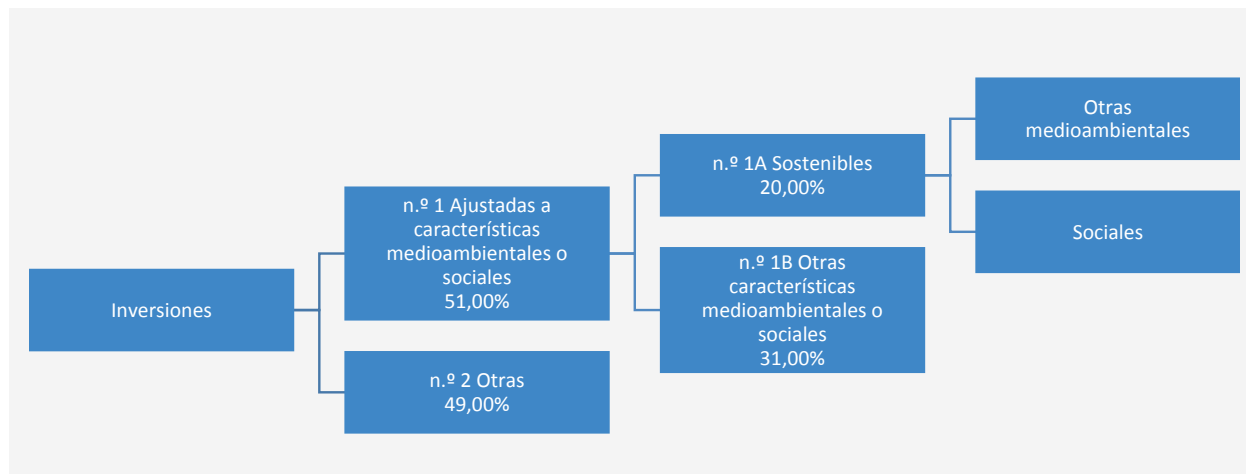 Inversiones
n.º 1 Ajustadas a
características
medioambientales o
sociales
51,00%
n.º 2 Otras
49,00%
n.º 1A Sostenibles
20,00%
n.º 1B Otras
características
medioambientales o
sociales
31,00%
Otras
medioambientales
Sociales